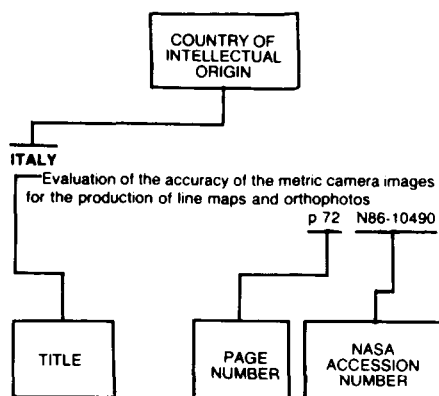 COUNTRY OF
INTELLECTUAL
ORIGIN
ITALY
Evaluation of the accuracy of the metric camera images
for the production of line maps and orthophotos
p 72 N86-10490
TITLE
PAGE
NUMBER
NASA
ACCESSION
NUMBER